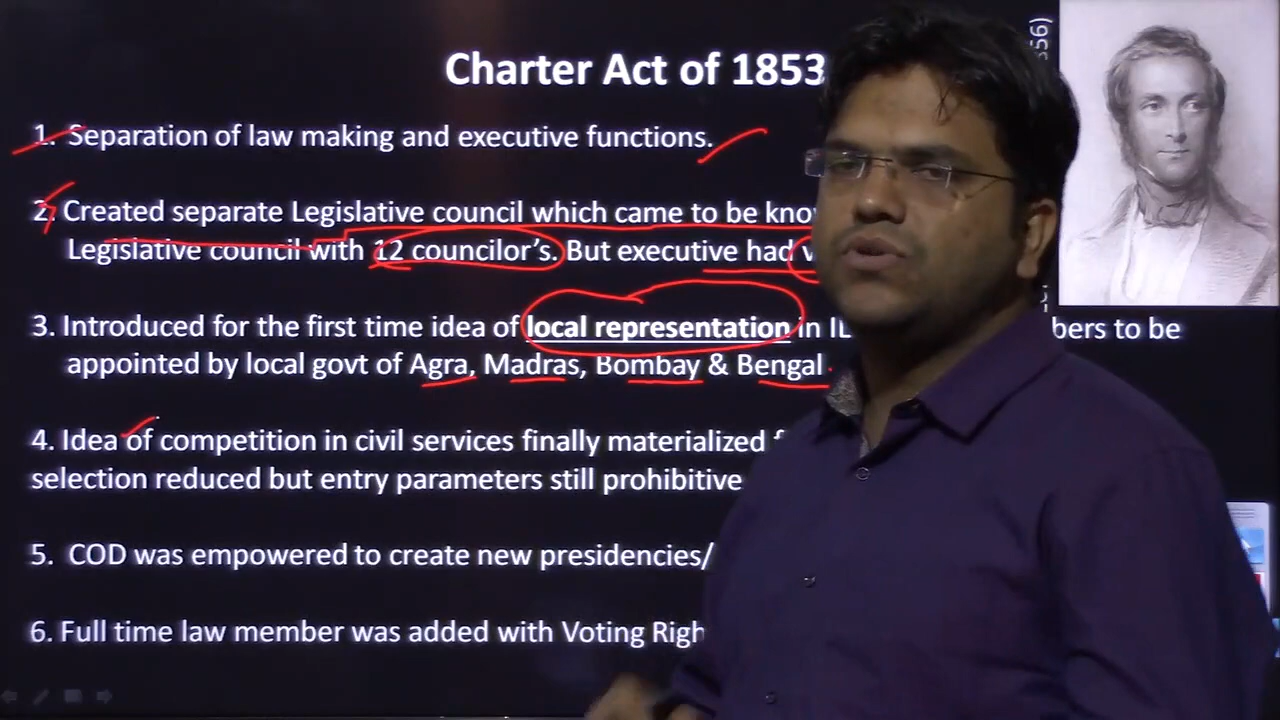 Charter Act of 1853
56)
1. Separation of law making and executive functions.
2. Created separate Legislative council which came to be
Legislative council with 12 councilor's. But executive had
3. Introduced for the first time idea of local representation in
to be
appointed by local govt of Agra, Madras, Bombay & Bengal
4. Idea of competition in civil services finally materialized
selection reduced but entry parameters still prohibitive
5. COD was empowered to create new presidencies/
6. Full time law member was added with Voting